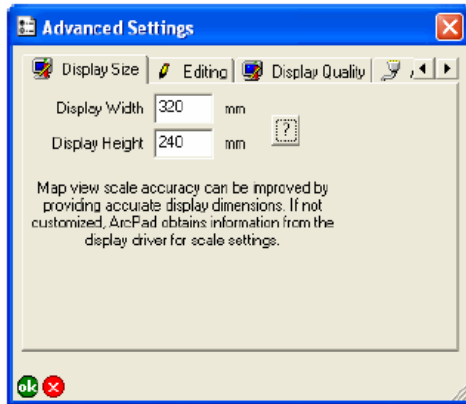 Advanced Settings
Display Size Editing Display Quality
Display Width 320 mm
?
Display Height 240 mm
Map view scale accuracy can be improved by
providing accurate display dimensions. If not
customized, ArcPad obtains information from the
display driver for scale settings.
ok